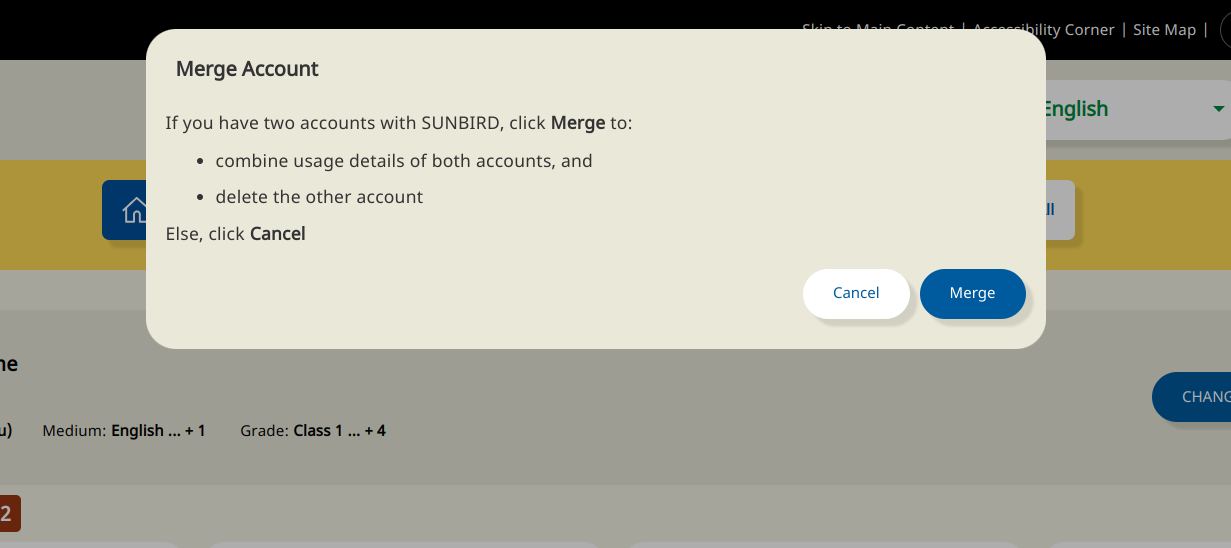 Skip to Main Content | Accessibility Corner | Site Map |
Merge Account
English
If you have two accounts with SUNBIRD, click Merge to:
• combine usage details of both accounts, and
• delete the other account
Else, click Cancel
Cancel Merge
Medium: English ... + 1 Grade: Class 1 ... + 4
2